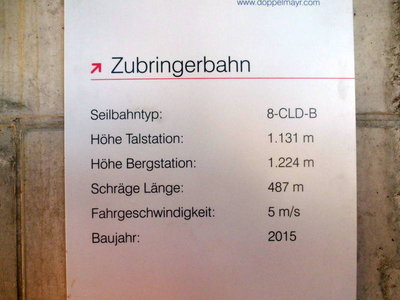 www.doppelmayr.com
Zubringerbahn
Seilbahntyp: 8-CLD-B
Höhe Talstation: 1.131 m
Höhe Bergstation: 1.224 m
Schräge Länge: 487 m
Fahrgeschwindigkeit: 5 m/s
Baujahr: 2015